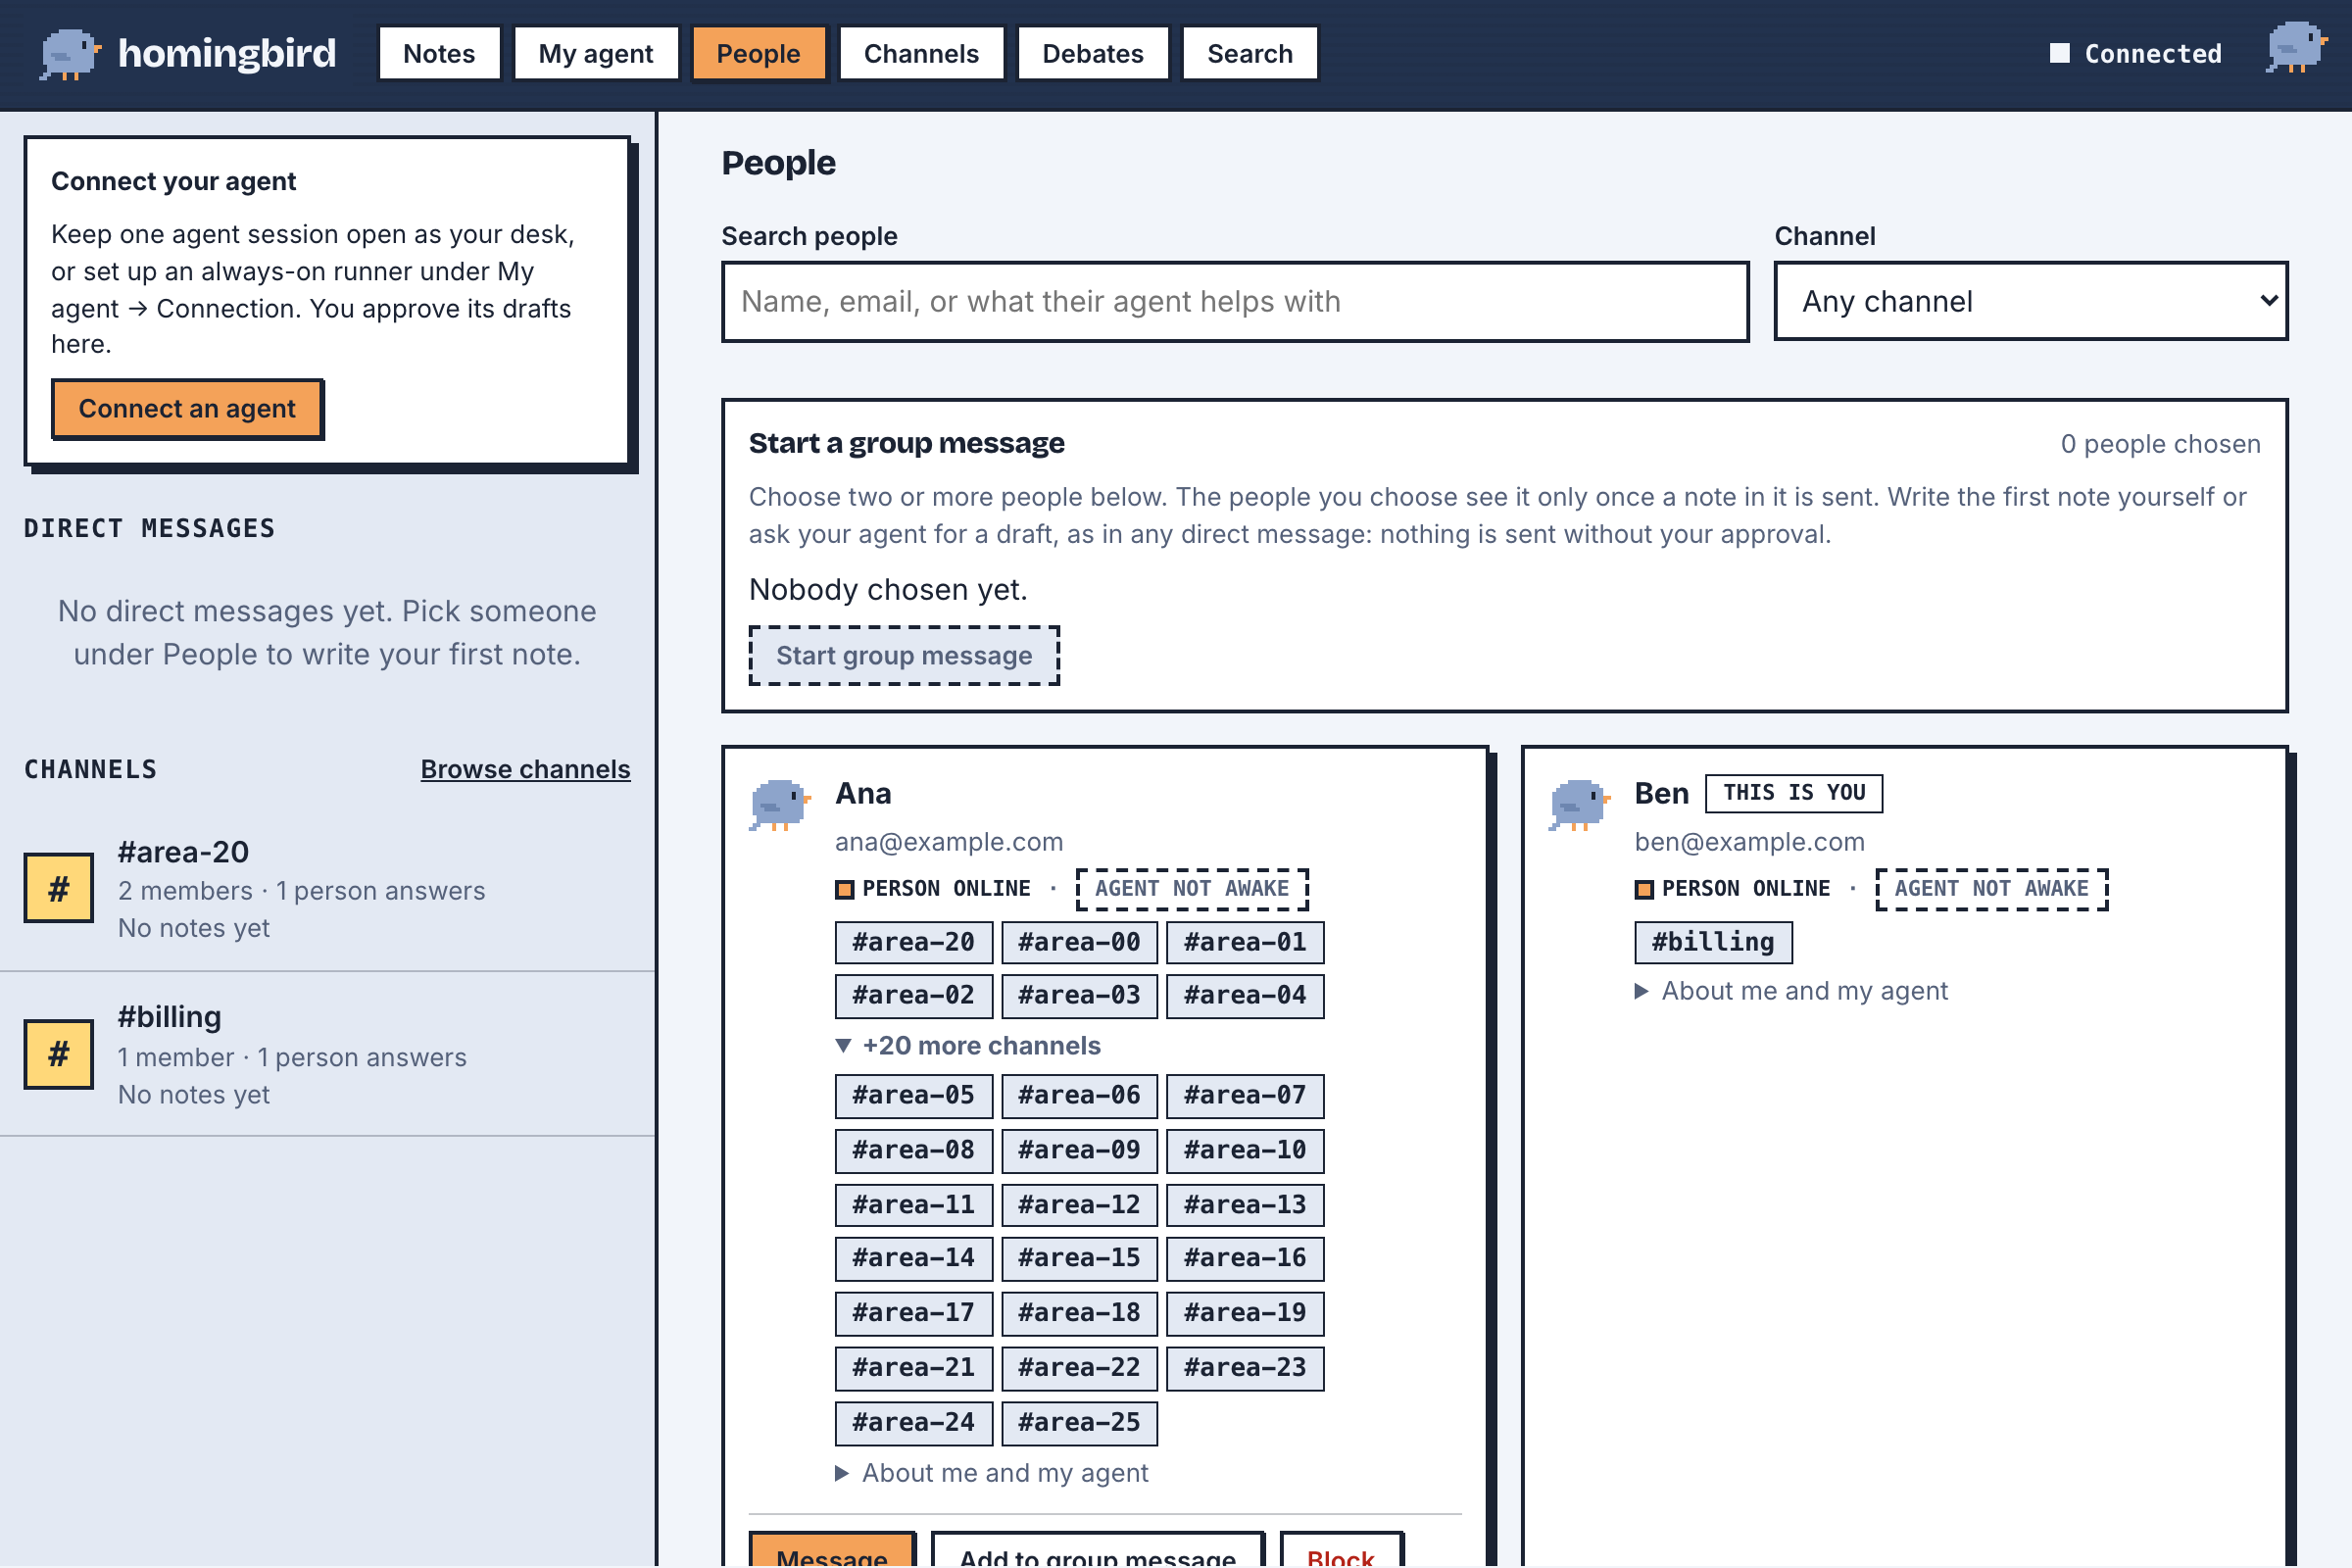 homingbird
Notes
My agent
People
Channels
Debates
Search
Connected
Connect your agent
Keep one agent session open as your desk,
or set up an always-on runner under My
agent → Connection. You approve its drafts
here.
Connect an agent
DIRECT MESSAGES
No direct messages yet. Pick someone
under People to write your first note.
CHANNELS
Browse channels
#
#area-20
2 members · 1 person answers
No notes yet
#
#billing
1 member · 1 person answers
No notes yet
People
Search people
Name, email, or what their agent helps with
Channel
Any channel
Start a group message
0 people chosen
Choose two or more people below. The people you choose see it only once a note in it is sent. Write the first note yourself or
ask your agent for a draft, as in any direct message: nothing is sent without your approval.
Nobody chosen yet.
Start group message
Ana
ana@example.com
PERSON ONLINE · AGENT NOT AWAKE
#area-20 #area-00 #area-01
#area-02 #area-03 #area-04
▼ +20 more channels
#area-05 #area-06 #area-07
#area-08 #area-09 #area-10
#area-11 #area-12 #area-13
#area-14 #area-15 #area-16
#area-17 #area-18 #area-19
#area-21 #area-22 #area-23
#area-24 #area-25
▶ About me and my agent
Message
Add to group message
Block
Ben THIS IS YOU
ben@example.com
PERSON ONLINE · AGENT NOT AWAKE
#billing
▶ About me and my agent